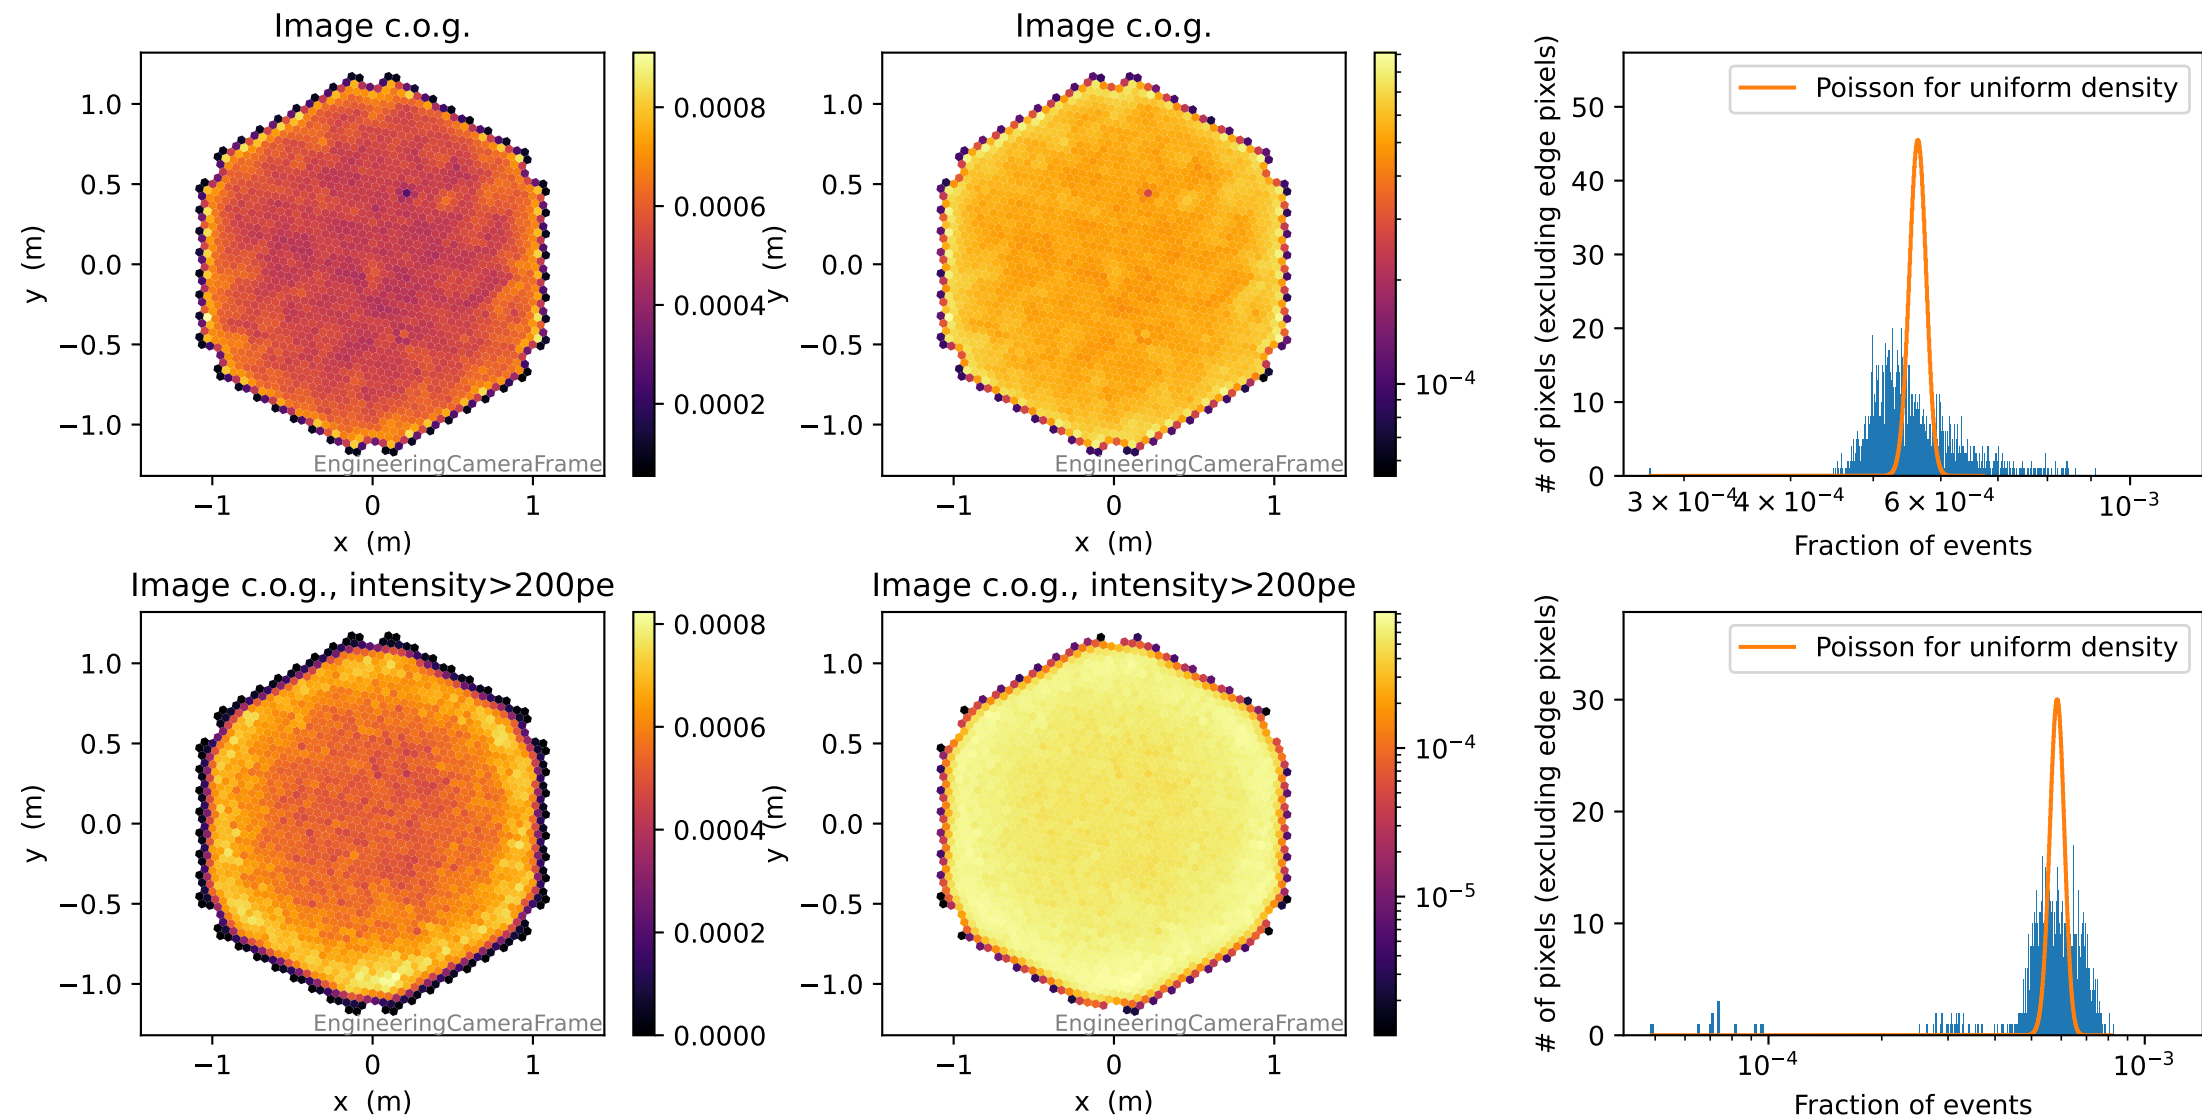 Image c.o.g.
1.0
0.5
0.0
−0.5
−1.0
y (m)
−1
0
1
x (m)
EngineeringCameraFrame
0.0008
0.0006
0.0004
0.0002
Image c.o.g.
1.0
0.5
0.0
−0.5
−1.0
y (m)
−1
0
1
x (m)
EngineeringCameraFrame
10⁻⁴
Poisson for uniform density
50
40
30
20
10
0
# of pixels (excluding edge pixels)
3 × 10⁻⁴
4 × 10⁻⁴
6 × 10⁻⁴
10⁻³
Fraction of events
Image c.o.g., intensity>200pe
1.0
0.5
0.0
−0.5
−1.0
y (m)
−1
0
1
x (m)
EngineeringCameraFrame
0.0008
0.0006
0.0004
0.0002
0.0000
Image c.o.g., intensity>200pe
1.0
0.5
0.0
−0.5
−1.0
y (m)
−1
0
1
x (m)
EngineeringCameraFrame
10⁻⁴
10⁻⁵
Poisson for uniform density
30
20
10
0
# of pixels (excluding edge pixels)
10⁻⁴
10⁻³
Fraction of events